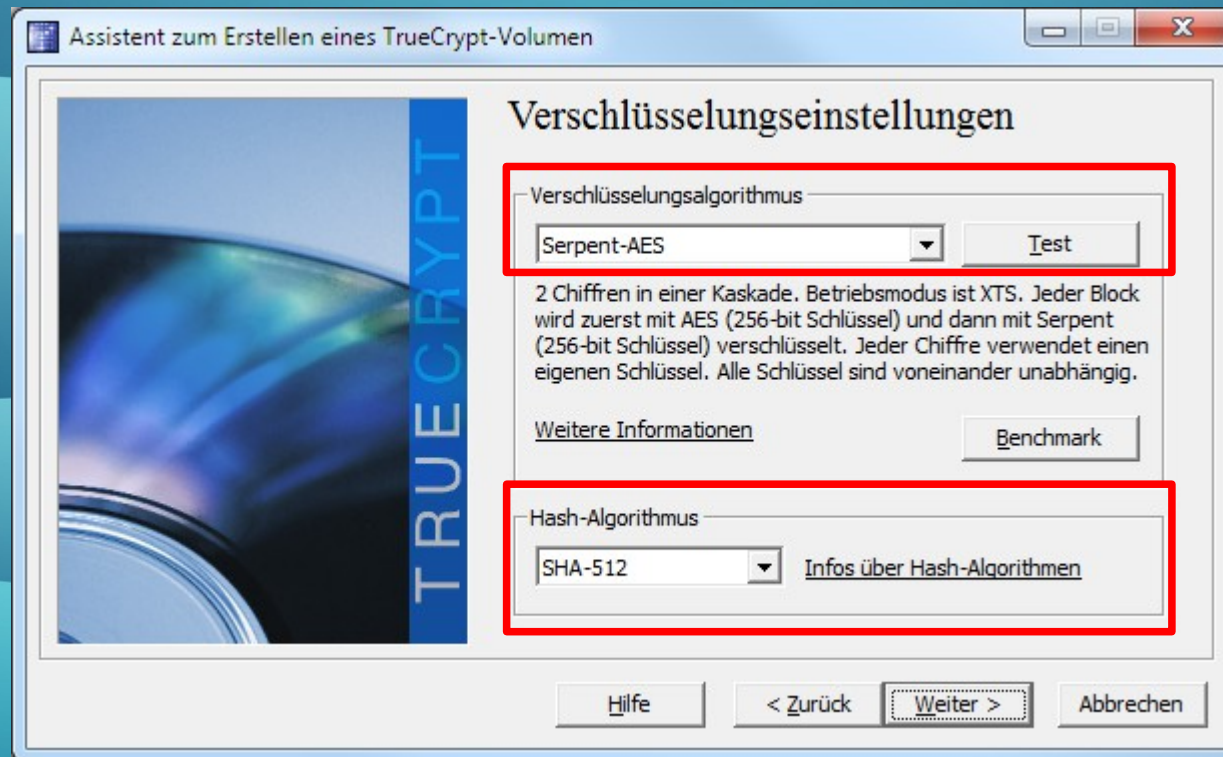 Assistent zum Erstellen eines TrueCrypt-Volumen
TRUECRYPT
Verschlüsselungseinstellungen
Verschlüsselungsalgorithmus
Serpent-AES
Test
2 Chiffren in einer Kaskade. Betriebsmodus ist XTS. Jeder Block
wird zuerst mit AES (256-bit Schlüssel) und dann mit Serpent
(256-bit Schlüssel) verschlüsselt. Jeder Chiffre verwendet einen
eigenen Schlüssel. Alle Schlüssel sind voneinander unabhängig.
Weitere Informationen
Benchmark
Hash-Algorithmus
SHA-512
Infos über Hash-Algorithmen
Hilfe
< Zurück
Weiter >
Abbrechen